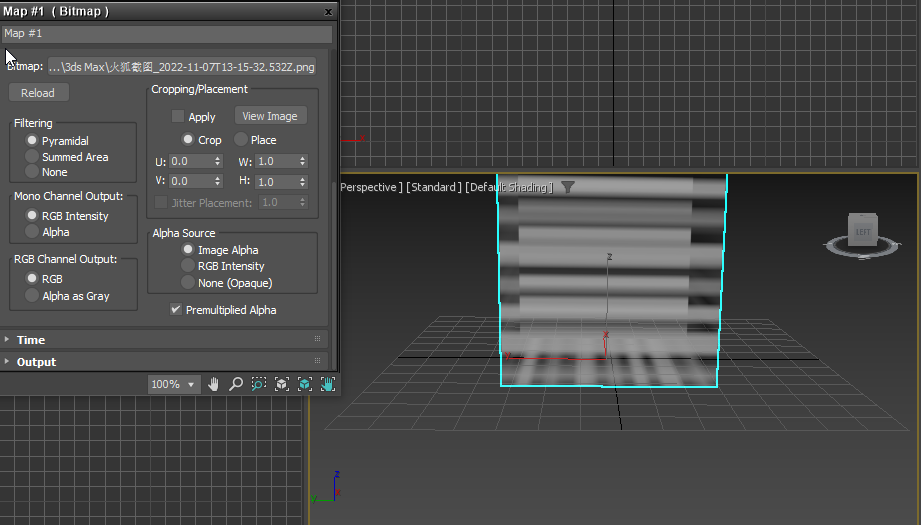 Map #1 ( Bitmap )
x
Map #1
Bitmap:
...\3ds Max\火狐截图_2022-11-07T13-15-32.532Z.png
Reload
Cropping/Placement
Apply
View Image
Crop
Place
U: 0.0
W: 1.0
V: 0.0
H: 1.0
Jitter Placement: 1.0
Filtering
Pyramidal
Summed Area
None
Mono Channel Output:
RGB Intensity
Alpha
RGB Channel Output:
RGB
Alpha as Gray
Alpha Source
Image Alpha
RGB Intensity
None (Opaque)
Premultiplied Alpha
Time
Output
100%
Perspective ] [Standard ] [Default Shading ]
LEFT
z
x
y
z
x
y